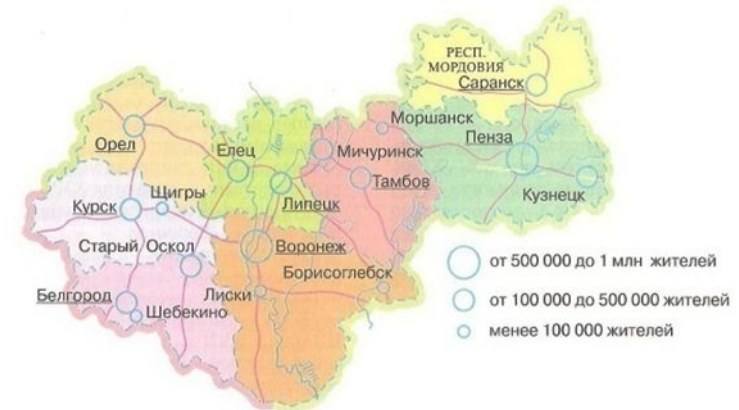 РЕСП.
МОРДОВИЯ
Саранск
Моршанск
Пенза
Орел
Елец
Мичуринск
Кузнецк
Щигры
Тамбов
Курск
Липецк
Старый Оскол
Воронеж
Борисоглебск
Белгород
Лиски
Шебекино
Дон
от 500 000 до 1 млн жителей
от 100 000 до 500 000 жителей
менее 100 000 жителей